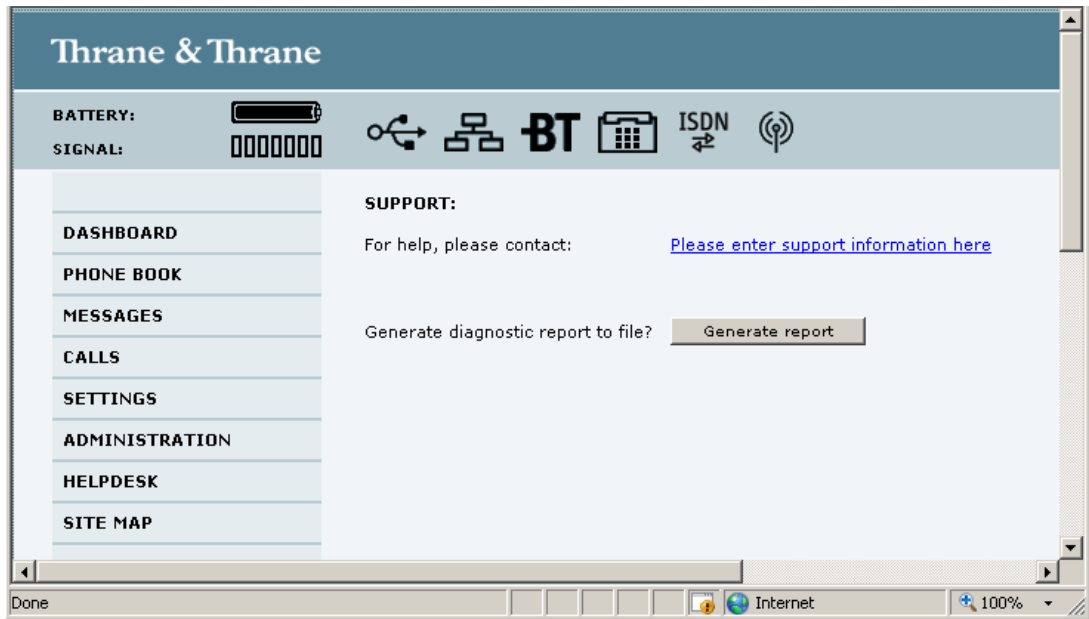 Thrane & Thrane
BATTERY:
SIGNAL:
BT
ISDN
SUPPORT:
For help, please contact: Please enter support information here
Generate diagnostic report to file? Generate report
DASHBOARD
PHONE BOOK
MESSAGES
CALLS
SETTINGS
ADMINISTRATION
HELPDESK
SITE MAP
Done Internet 100%